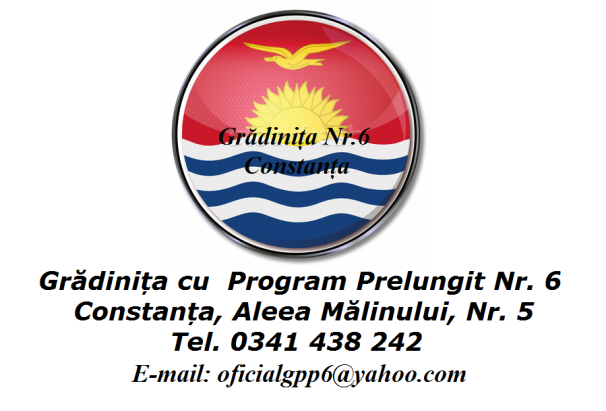 Grădinița Nr.6
Constanța
Grădinița cu Program Prelungit Nr. 6
Constanța, Aleea Mălinului, Nr. 5
Tel. 0341 438 242
E-mail: oficialgpp6@yahoo.com